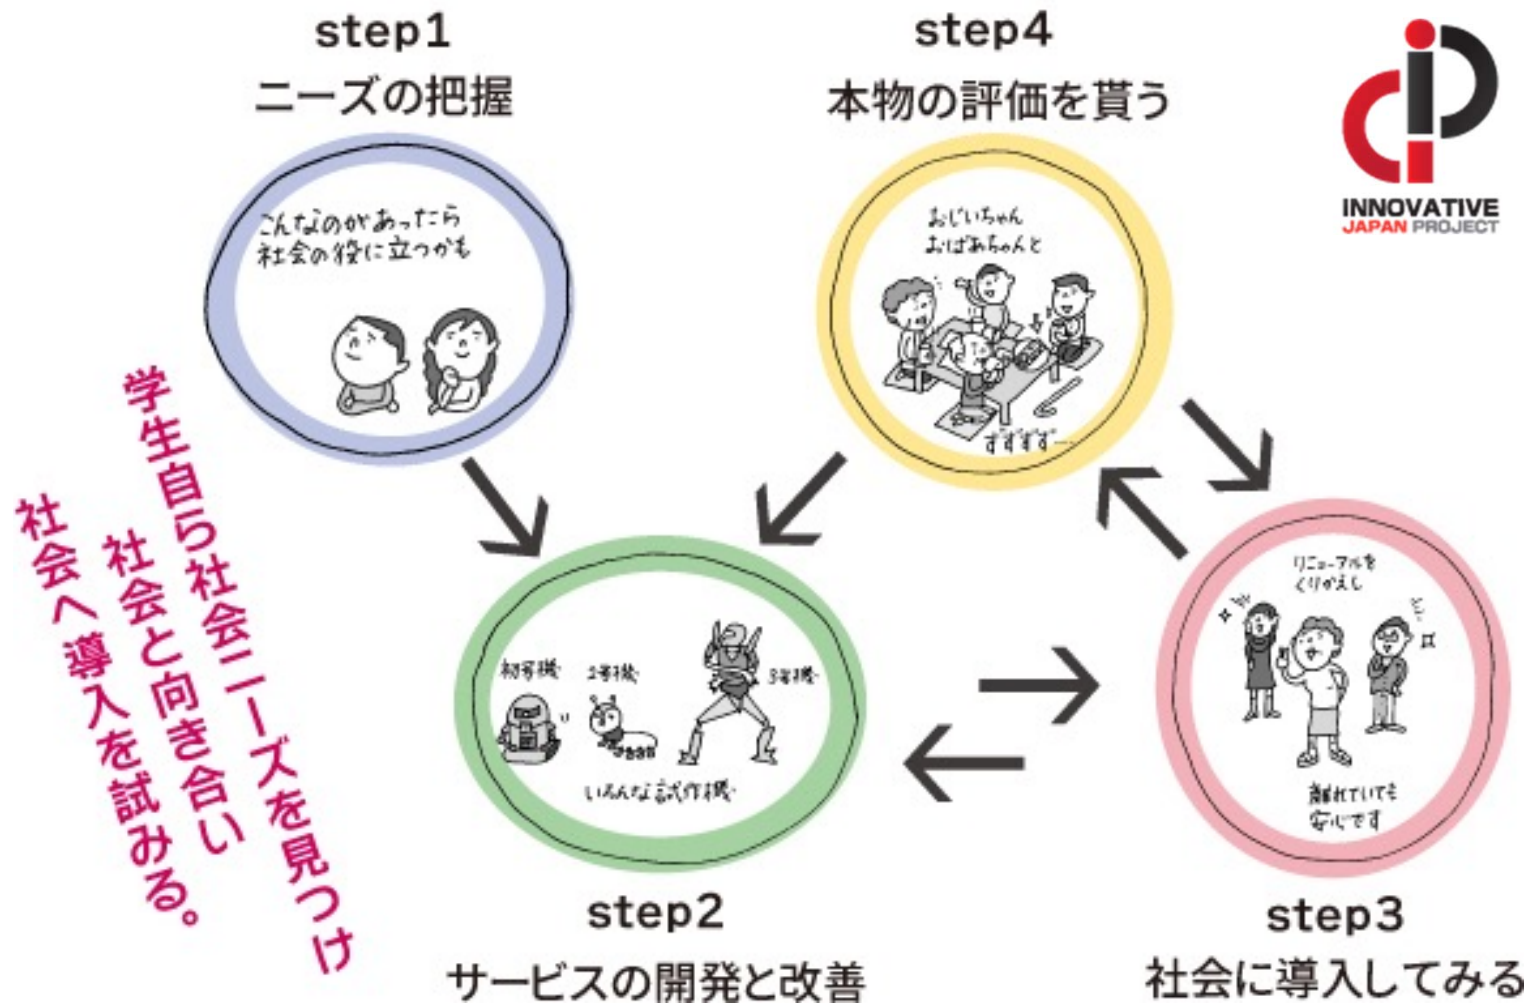 step1
ニーズの把握
こんなのがあったら
社会の役に立つかも
step4
本物の評価を貰う
おじいちゃん
おばあちゃんと
ずずずず…
INNOVATIVE
JAPAN PROJECT
学生自ら社会ニーズを見つけ
社会と向き合い
社会へ導入を試みる。
初号機
2号機
3号機
いろんな試作機
step2
サービスの開発と改善
リニューアルを
くりかえし
離れていても
安心です
step3
社会に導入してみる